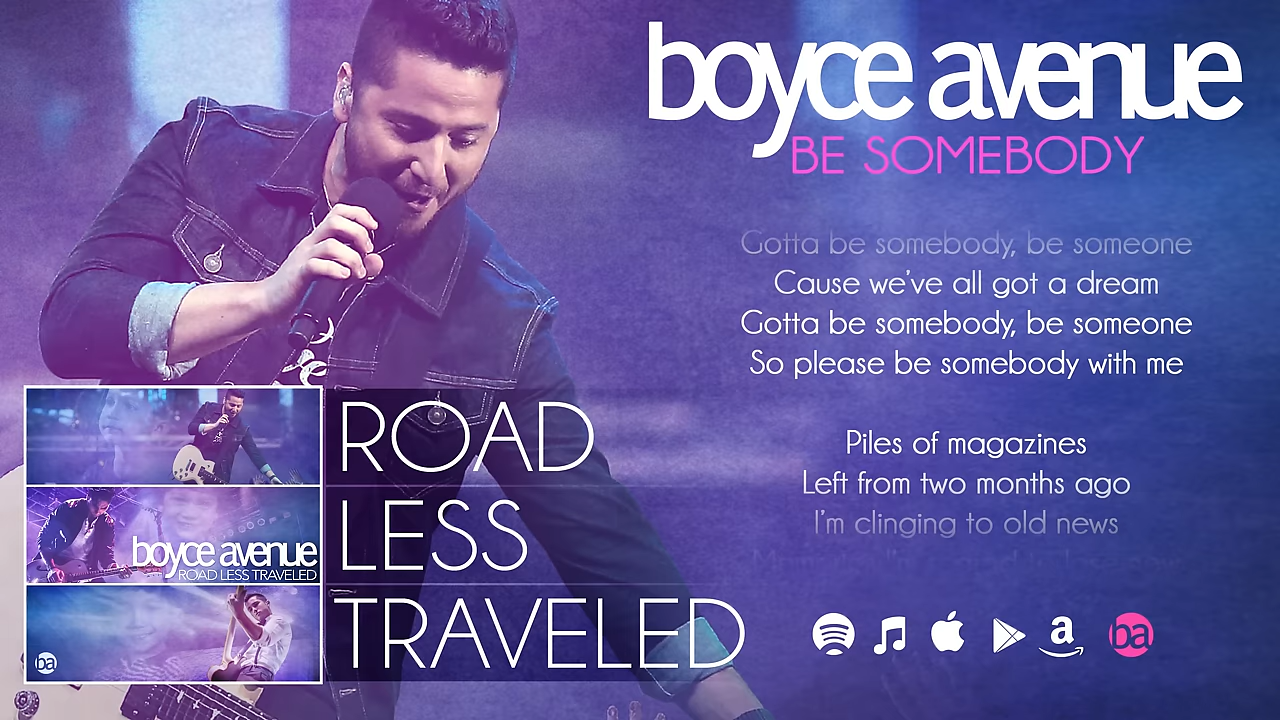 boyce avenue
BE SOMEBODY
Gotta be somebody, be someone
Cause we've all got a dream
Gotta be somebody, be someone
So please be somebody with me
Piles of magazines
Left from two months ago
I'm clinging to old news
ROAD
LESS
TRAVELED
boyce avenue
ROAD LESS TRAVELED
ba
a
ba